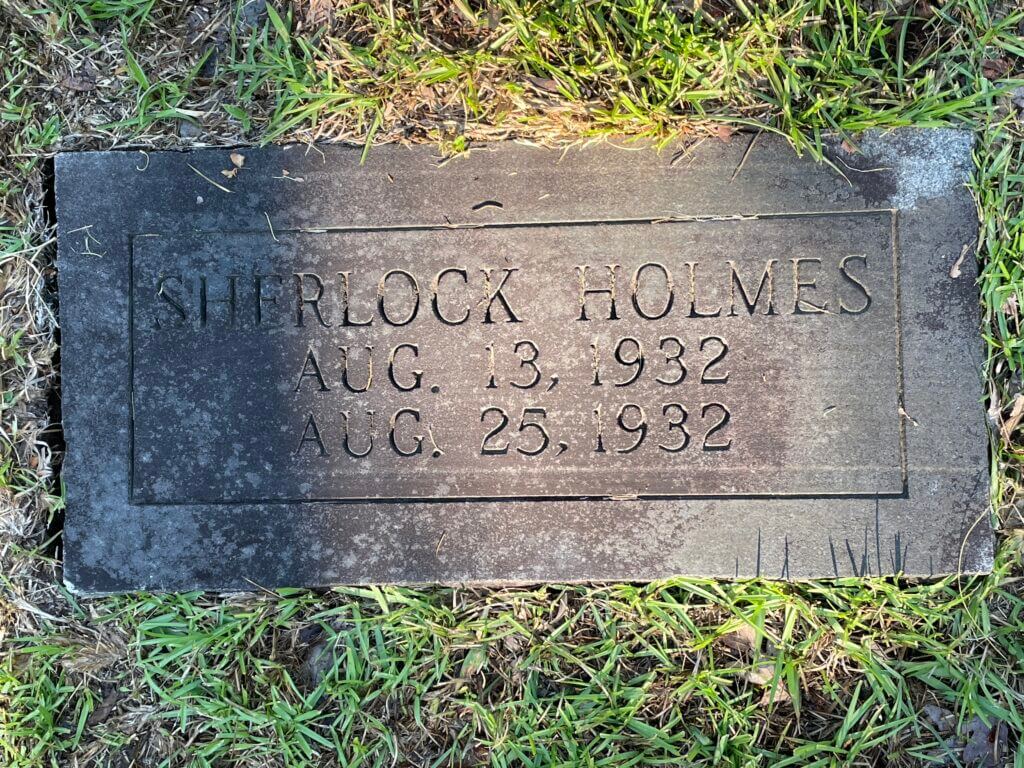 SHERLOCK HOLMES
AUG. 13, 1932
AUG. 25, 1932